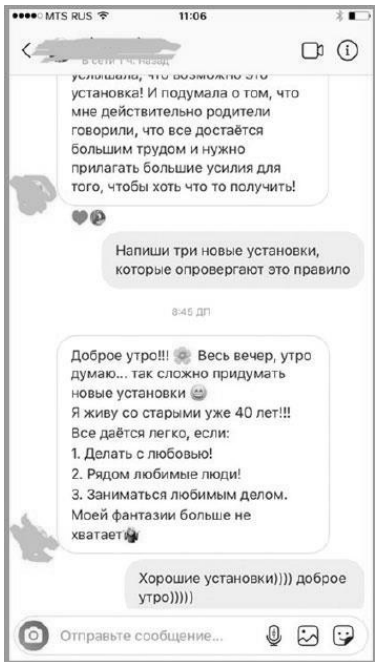 MTS RUS 11:06
В сети 1 ч. назад
услышала, что возможно это
установка! И подумала о том, что
мне действительно родители
говорили, что все достаётся
большим трудом и нужно
прилагать большие усилия для
того, чтобы хоть что то получить!
Напиши три новые установки,
которые опровергают это правило
8:45 ДП
Доброе утро!!! Весь вечер, утро
думаю... так сложно придумать
новые установки
Я живу со старыми уже 40 лет!!!
Все даётся легко, если:
1. Делать с любовью!
2. Рядом любимые люди!
3. Заниматься любимым делом.
Моей фантазии больше не
хватает
Хорошие установки)))) доброе
утро)))))
Отправьте сообщение...